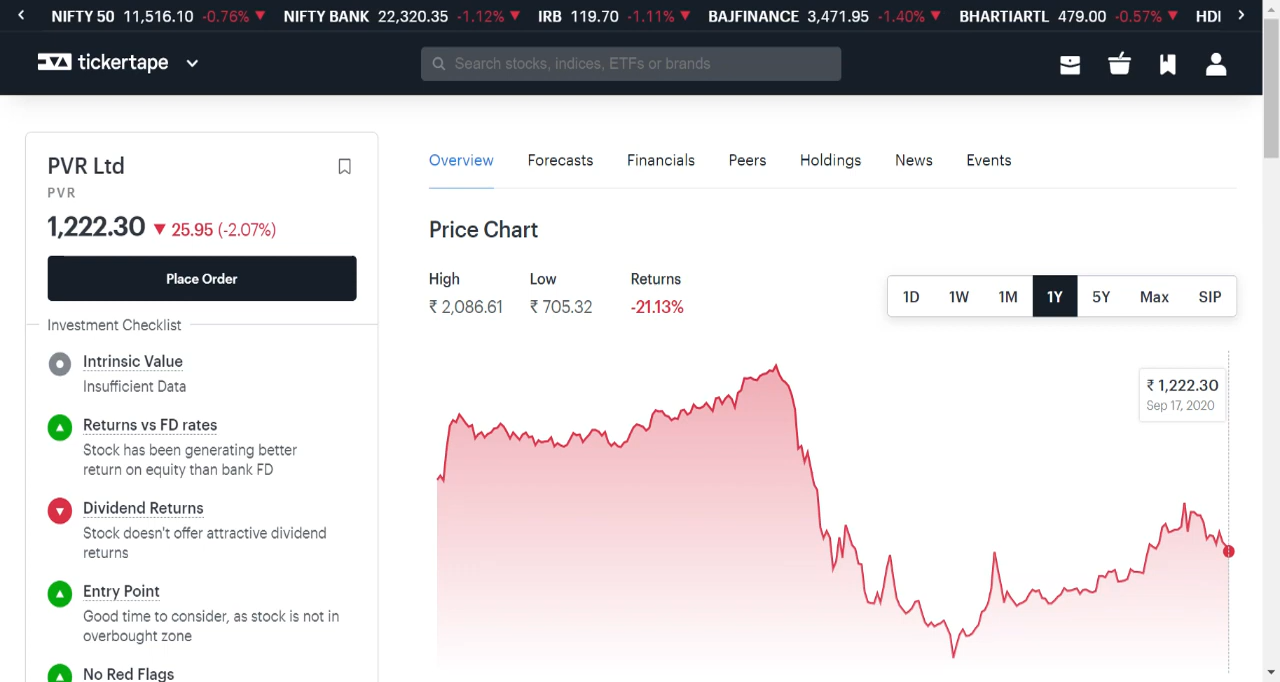 NIFTY 50 11,516.10 -0.76% ▼ NIFTY BANK 22,320.35 -1.12% ▼ IRB 119.70 -1.11% ▼ BAJFINANCE 3,471.95 -1.40% ▼ BHARTIARTL 479.00 -0.57% ▼ HDI
tickertape
Search stocks, indices, ETFs or brands
PVR Ltd
PVR
1,222.30 ▼ 25.95 (-2.07%)
Place Order
Investment Checklist
Intrinsic Value
Insufficient Data
Returns vs FD rates
Stock has been generating better
return on equity than bank FD
Dividend Returns
Stock doesn't offer attractive dividend
returns
Entry Point
Good time to consider, as stock is not in
overbought zone
No Red Flags
Overview Forecasts Financials Peers Holdings News Events
Price Chart
High Low Returns
₹ 2,086.61 ₹ 705.32 -21.13%
1D 1W 1M 1Y 5Y Max SIP
₹ 1,222.30
Sep 17, 2020